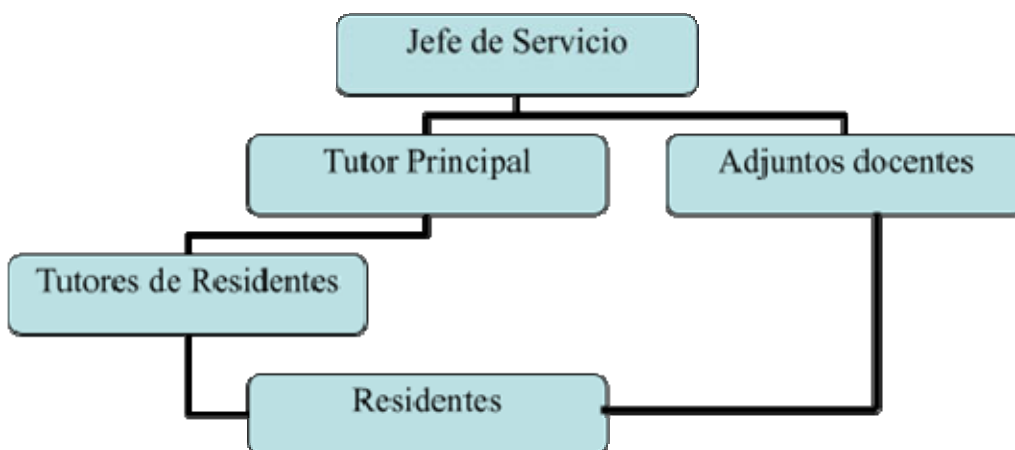 Jefe de Servicio
Tutor Principal
Adjuntos docentes
Tutores de Residentes
Residentes